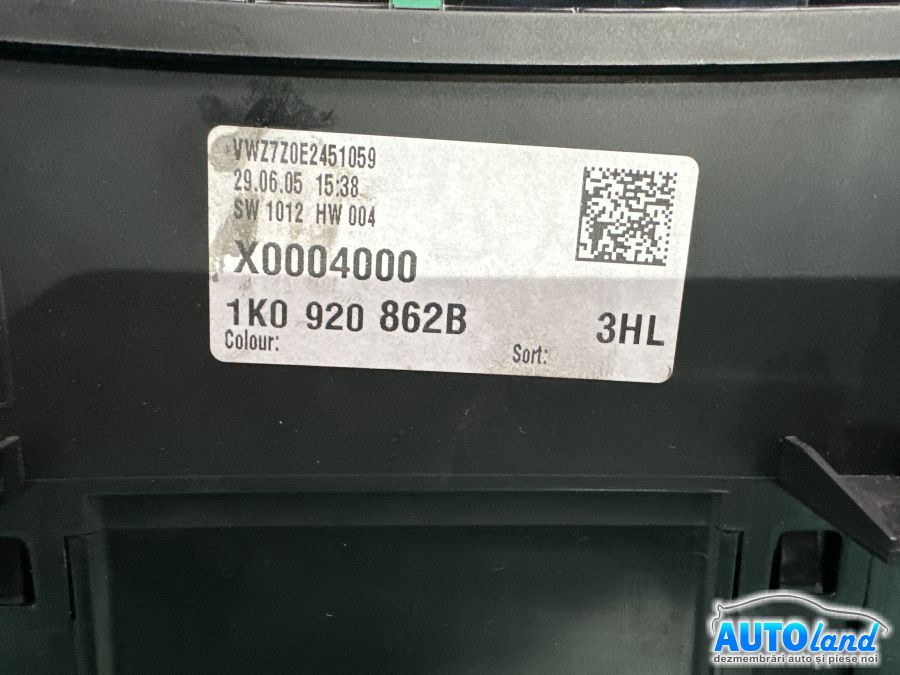 VWZ7Z0E2451059
29.06.05 15:38
SW 1012 HW 004
X0004000
1K0 920 862B 3HL
Colour: Sort:
AUTOland
dezmembrări auto și piese noi